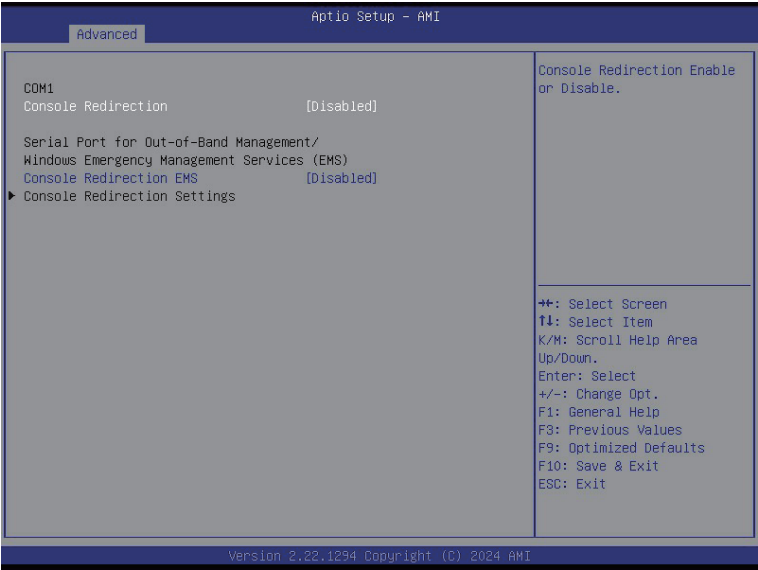 Aptio Setup – AMI
Advanced
COM1
Console Redirection [Disabled]
Serial Port for Out-of-Band Management/
Windows Emergency Management Services (EMS)
Console Redirection EMS [Disabled]
▶ Console Redirection Settings
Console Redirection Enable
or Disable.
→←: Select Screen
↑↓: Select Item
K/M: Scroll Help Area
Up/Down.
Enter: Select
+/-: Change Opt.
F1: General Help
F3: Previous Values
F9: Optimized Defaults
F10: Save & Exit
ESC: Exit
Version 2.22.1294 Copyright (C) 2024 AMI